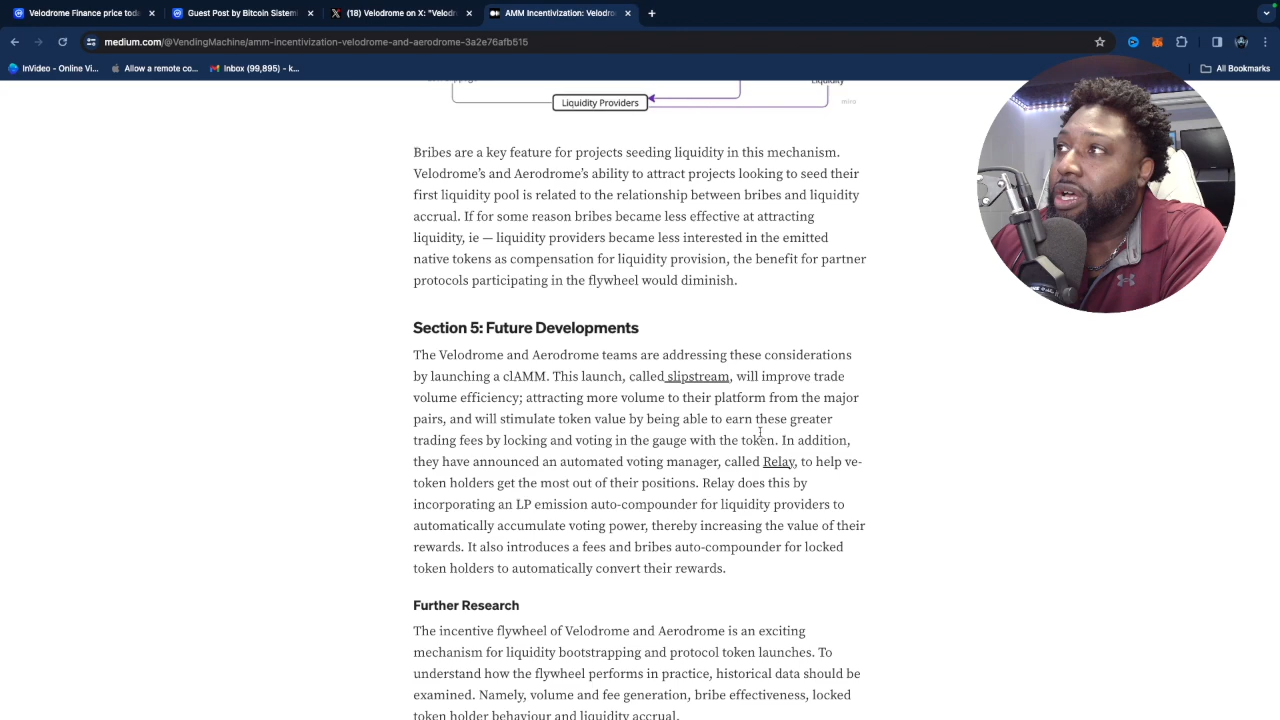 Velodrome Finance price toda
Guest Post by Bitcoin Sistemi
(18) Velodrome on X: "Velodr
AMM Incentivization: Velodro
medium.com/@VendingMachine/amm-incentivization-velodrome-and-aerodrome-3a2e76afb515
InVideo - Online Vi...
Allow a remote co...
Inbox (99,895) - k...
All Bookmarks
Liquidity
Liquidity Providers
miro
Bribes are a key feature for projects seeding liquidity in this mechanism.
Velodrome’s and Aerodrome’s ability to attract projects looking to seed their
first liquidity pool is related to the relationship between bribes and liquidity
accrual. If for some reason bribes became less effective at attracting
liquidity, ie — liquidity providers became less interested in the emitted
native tokens as compensation for liquidity provision, the benefit for partner
protocols participating in the flywheel would diminish.
Section 5: Future Developments
The Velodrome and Aerodrome teams are addressing these considerations
by launching a clAMM. This launch, called slipstream, will improve trade
volume efficiency; attracting more volume to their platform from the major
pairs, and will stimulate token value by being able to earn these greater
trading fees by locking and voting in the gauge with the token. In addition,
they have announced an automated voting manager, called Relay, to help ve-
token holders get the most out of their positions. Relay does this by
incorporating an LP emission auto-compounder for liquidity providers to
automatically accumulate voting power, thereby increasing the value of their
rewards. It also introduces a fees and bribes auto-compounder for locked
token holders to automatically convert their rewards.
Further Research
The incentive flywheel of Velodrome and Aerodrome is an exciting
mechanism for liquidity bootstrapping and protocol token launches. To
understand how the flywheel performs in practice, historical data should be
examined. Namely, volume and fee generation, bribe effectiveness, locked
token holder behaviour and liquidity accrual.